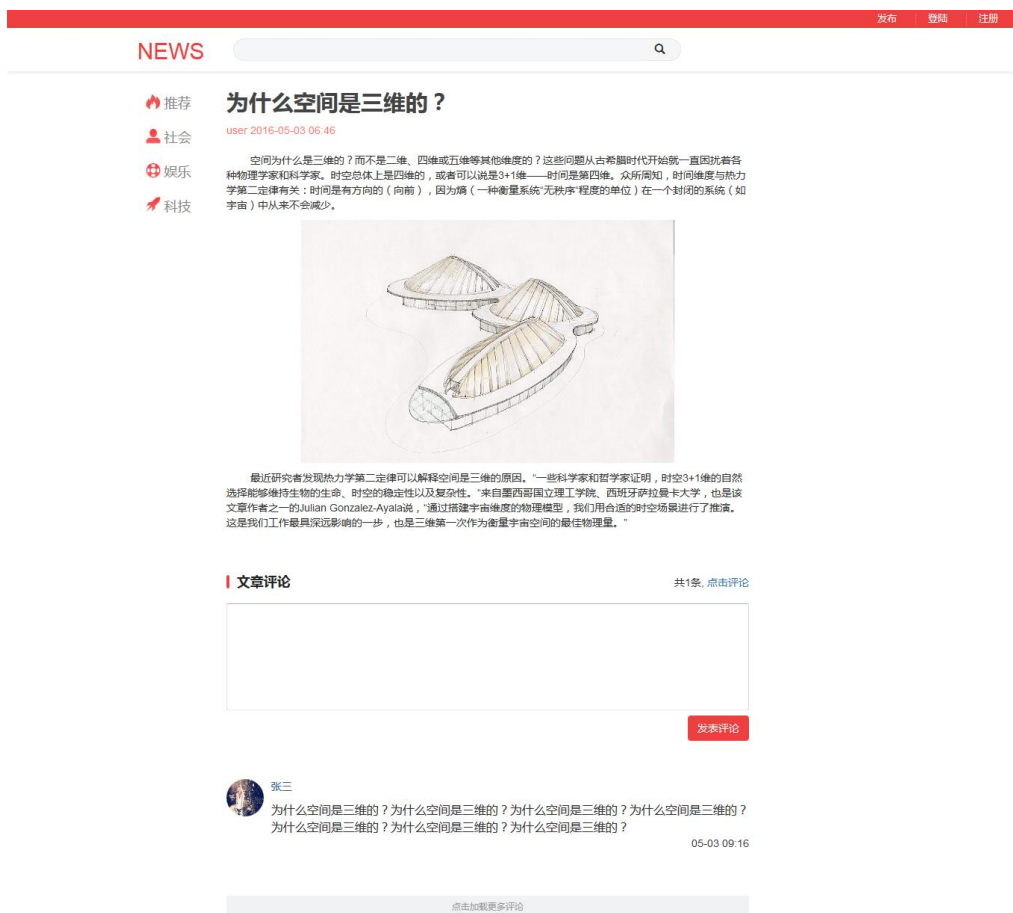 发布
登陆
注册
NEWS
推荐
社会
娱乐
科技
为什么空间是三维的？
user 2016-05-03 06:46
空间为什么是三维的？而不是二维、四维或五维等其他维度的？这些问题从古希腊时代开始就一直困扰着各
种物理学家和科学家。时空总体上是四维的，或者可以说是3+1维——时间是第四维。众所周知，时间维度与热力
学第二定律有关：时间是有方向的（向前），因为熵（一种衡量系统"无秩序"程度的单位）在一个封闭的系统（如
宇宙）中从来不会减少。
最近研究者发现热力学第二定律可以解释空间是三维的原因。"一些科学家和哲学家证明，时空3+1维的自然
选择能够维持生物的生命、时空的稳定性以及复杂性。"来自墨西哥国立理工学院、西班牙萨拉曼卡大学，也是该
文章作者之一的Julian Gonzalez-Ayala说，"通过搭建宇宙维度的物理模型，我们用合适的时空场景进行了推演。
这是我们工作最具深远影响的一步，也是三维第一次作为衡量宇宙空间的最佳物理量。"
文章评论
共1条, 点击评论
发表评论
张三
为什么空间是三维的？为什么空间是三维的？为什么空间是三维的？为什么空间是三维的？
为什么空间是三维的？为什么空间是三维的？为什么空间是三维的？
05-03 09:16
点击加载更多评论